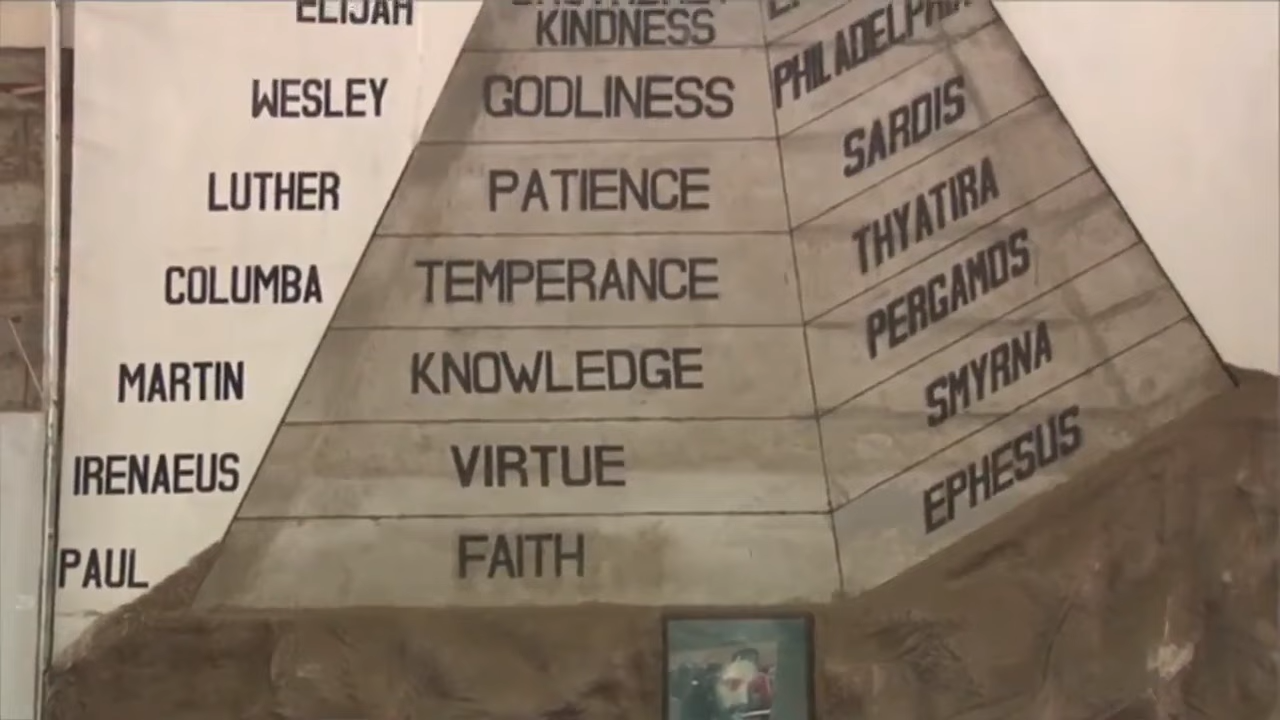 ELIJAH
WESLEY
LUTHER
COLUMBA
MARTIN
IRENAEUS
PAUL
KINDNESS
GODLINESS
PATIENCE
TEMPERANCE
KNOWLEDGE
VIRTUE
FAITH
PHILADELPHIA
SARDIS
THYATIRA
PERGAMOS
SMYRNA
EPHESUS